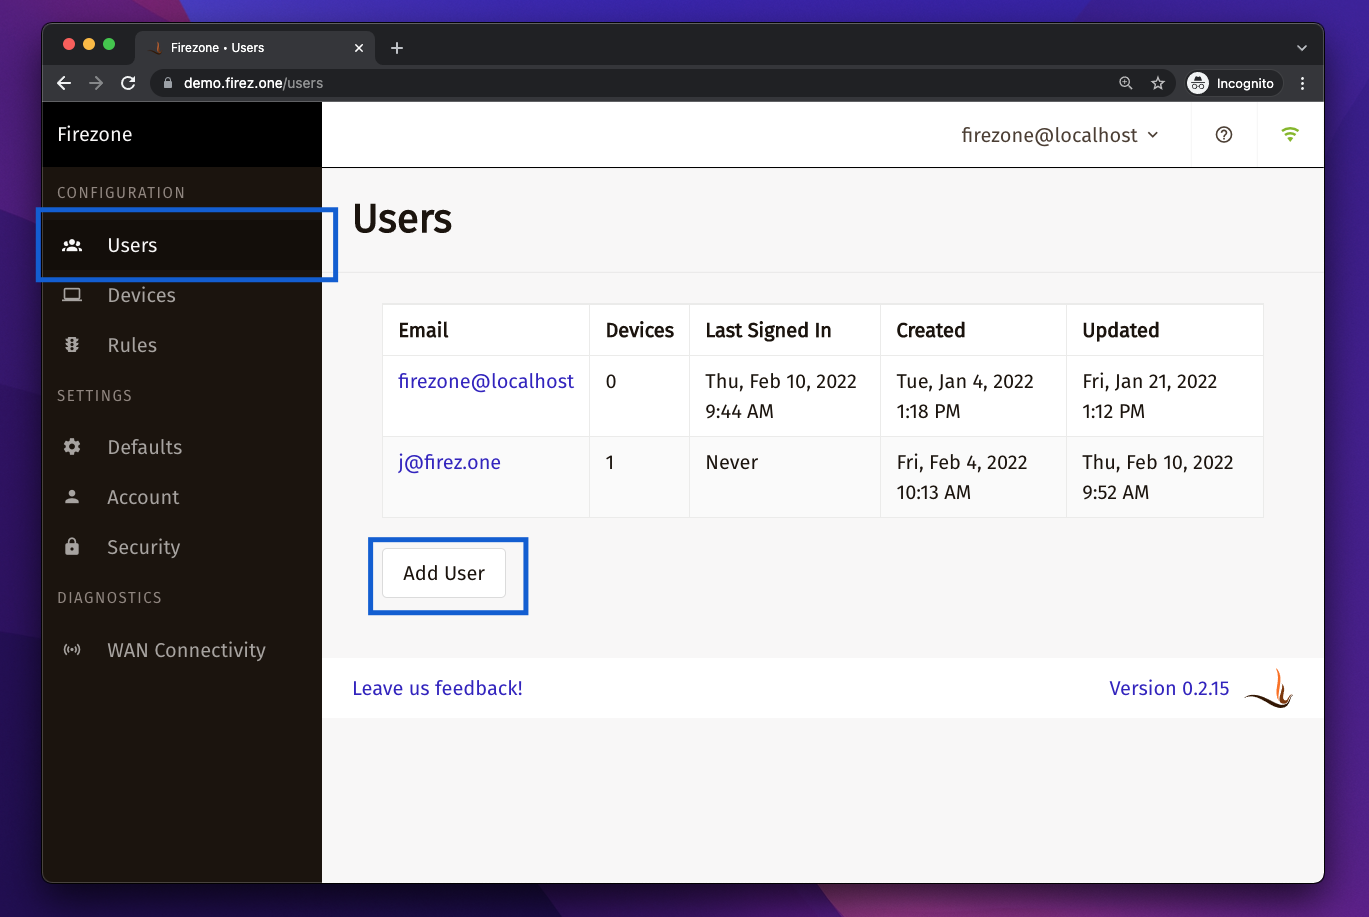 Firezone • Users
demo.firez.one/users
Incognito
Firezone
firezone@localhost
CONFIGURATION
Users
Devices
Rules
SETTINGS
Defaults
Account
Security
DIAGNOSTICS
WAN Connectivity
Users
Email Devices Last Signed In Created Updated
firezone@localhost 0 Thu, Feb 10, 2022 Tue, Jan 4, 2022 Fri, Jan 21, 2022
9:44 AM 1:18 PM 1:12 PM
j@firez.one 1 Never Fri, Feb 4, 2022 Thu, Feb 10, 2022
10:13 AM 9:52 AM
Add User
Leave us feedback!
Version 0.2.15